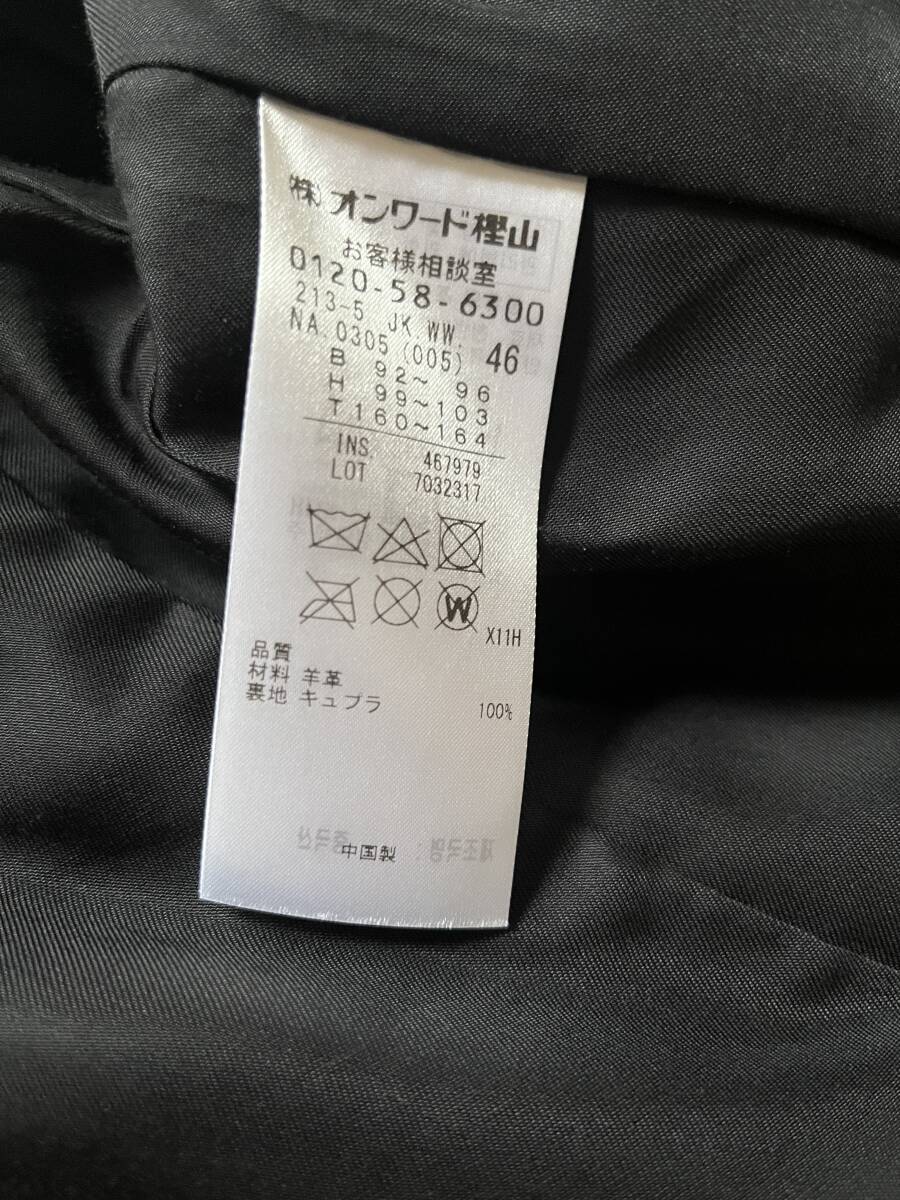 (株)オンワード樫山
お客様相談室
0120-58-6300
213-5 JK WW.
NA.0305 (005) 46
B 92~ 96
H 99~103
T 160~164
INS. 467979
LOT 7032317
W
X11H
品質
材料 羊革
裏地 キュプラ 100%
中国製